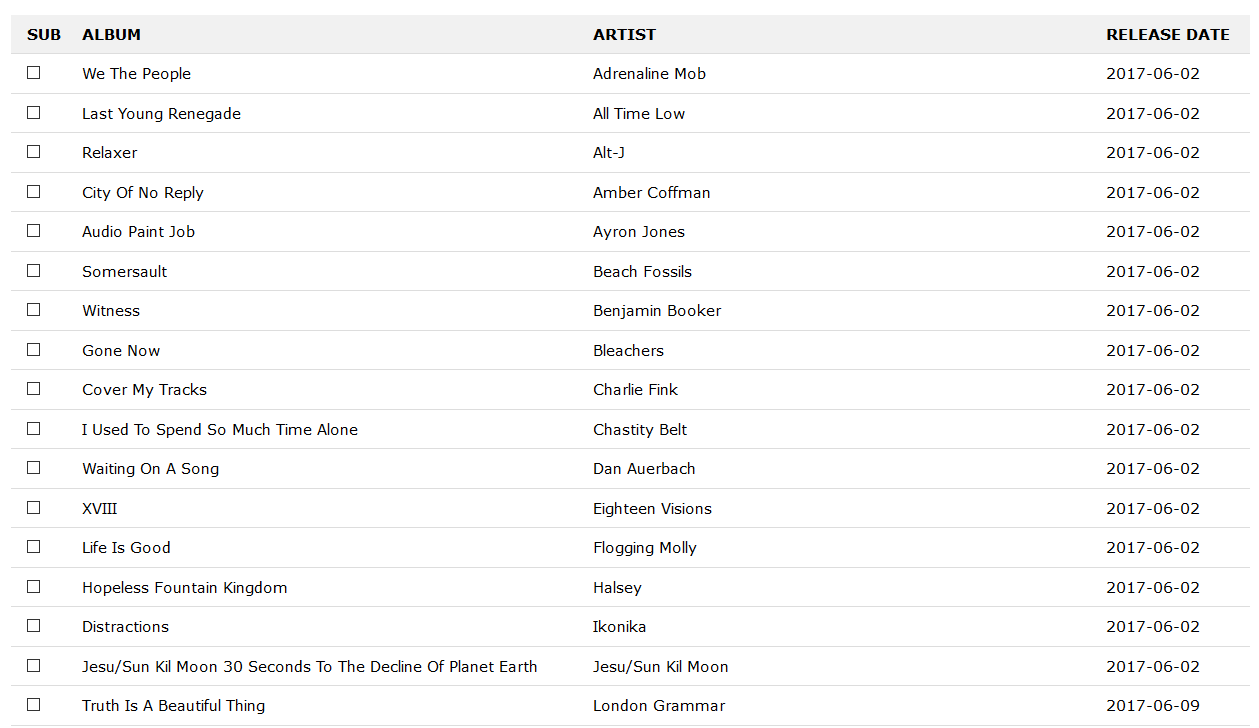 SUB ALBUM ARTIST RELEASE DATE
We The People Adrenaline Mob 2017-06-02
Last Young Renegade All Time Low 2017-06-02
Relaxer Alt-J 2017-06-02
City Of No Reply Amber Coffman 2017-06-02
Audio Paint Job Ayron Jones 2017-06-02
Somersault Beach Fossils 2017-06-02
Witness Benjamin Booker 2017-06-02
Gone Now Bleachers 2017-06-02
Cover My Tracks Charlie Fink 2017-06-02
I Used To Spend So Much Time Alone Chastity Belt 2017-06-02
Waiting On A Song Dan Auerbach 2017-06-02
XVIII Eighteen Visions 2017-06-02
Life Is Good Flogging Molly 2017-06-02
Hopeless Fountain Kingdom Halsey 2017-06-02
Distractions Ikonika 2017-06-02
Jesu/Sun Kil Moon 30 Seconds To The Decline Of Planet Earth Jesu/Sun Kil Moon 2017-06-02
Truth Is A Beautiful Thing London Grammar 2017-06-09